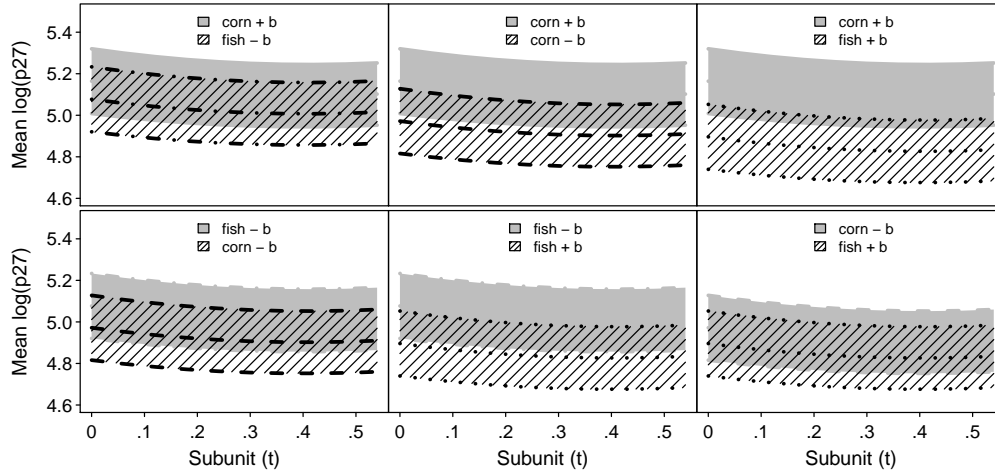 corn + b
fish − b
corn + b
corn − b
corn + b
fish + b
Mean log(p27)
5.4
5.2
5.0
4.8
4.6
fish − b
corn − b
fish − b
fish + b
corn − b
fish + b
Mean log(p27)
5.4
5.2
5.0
4.8
4.6
0 .1 .2 .3 .4 .5
0 .1 .2 .3 .4 .5
0 .1 .2 .3 .4 .5
Subunit (t)
Subunit (t)
Subunit (t)